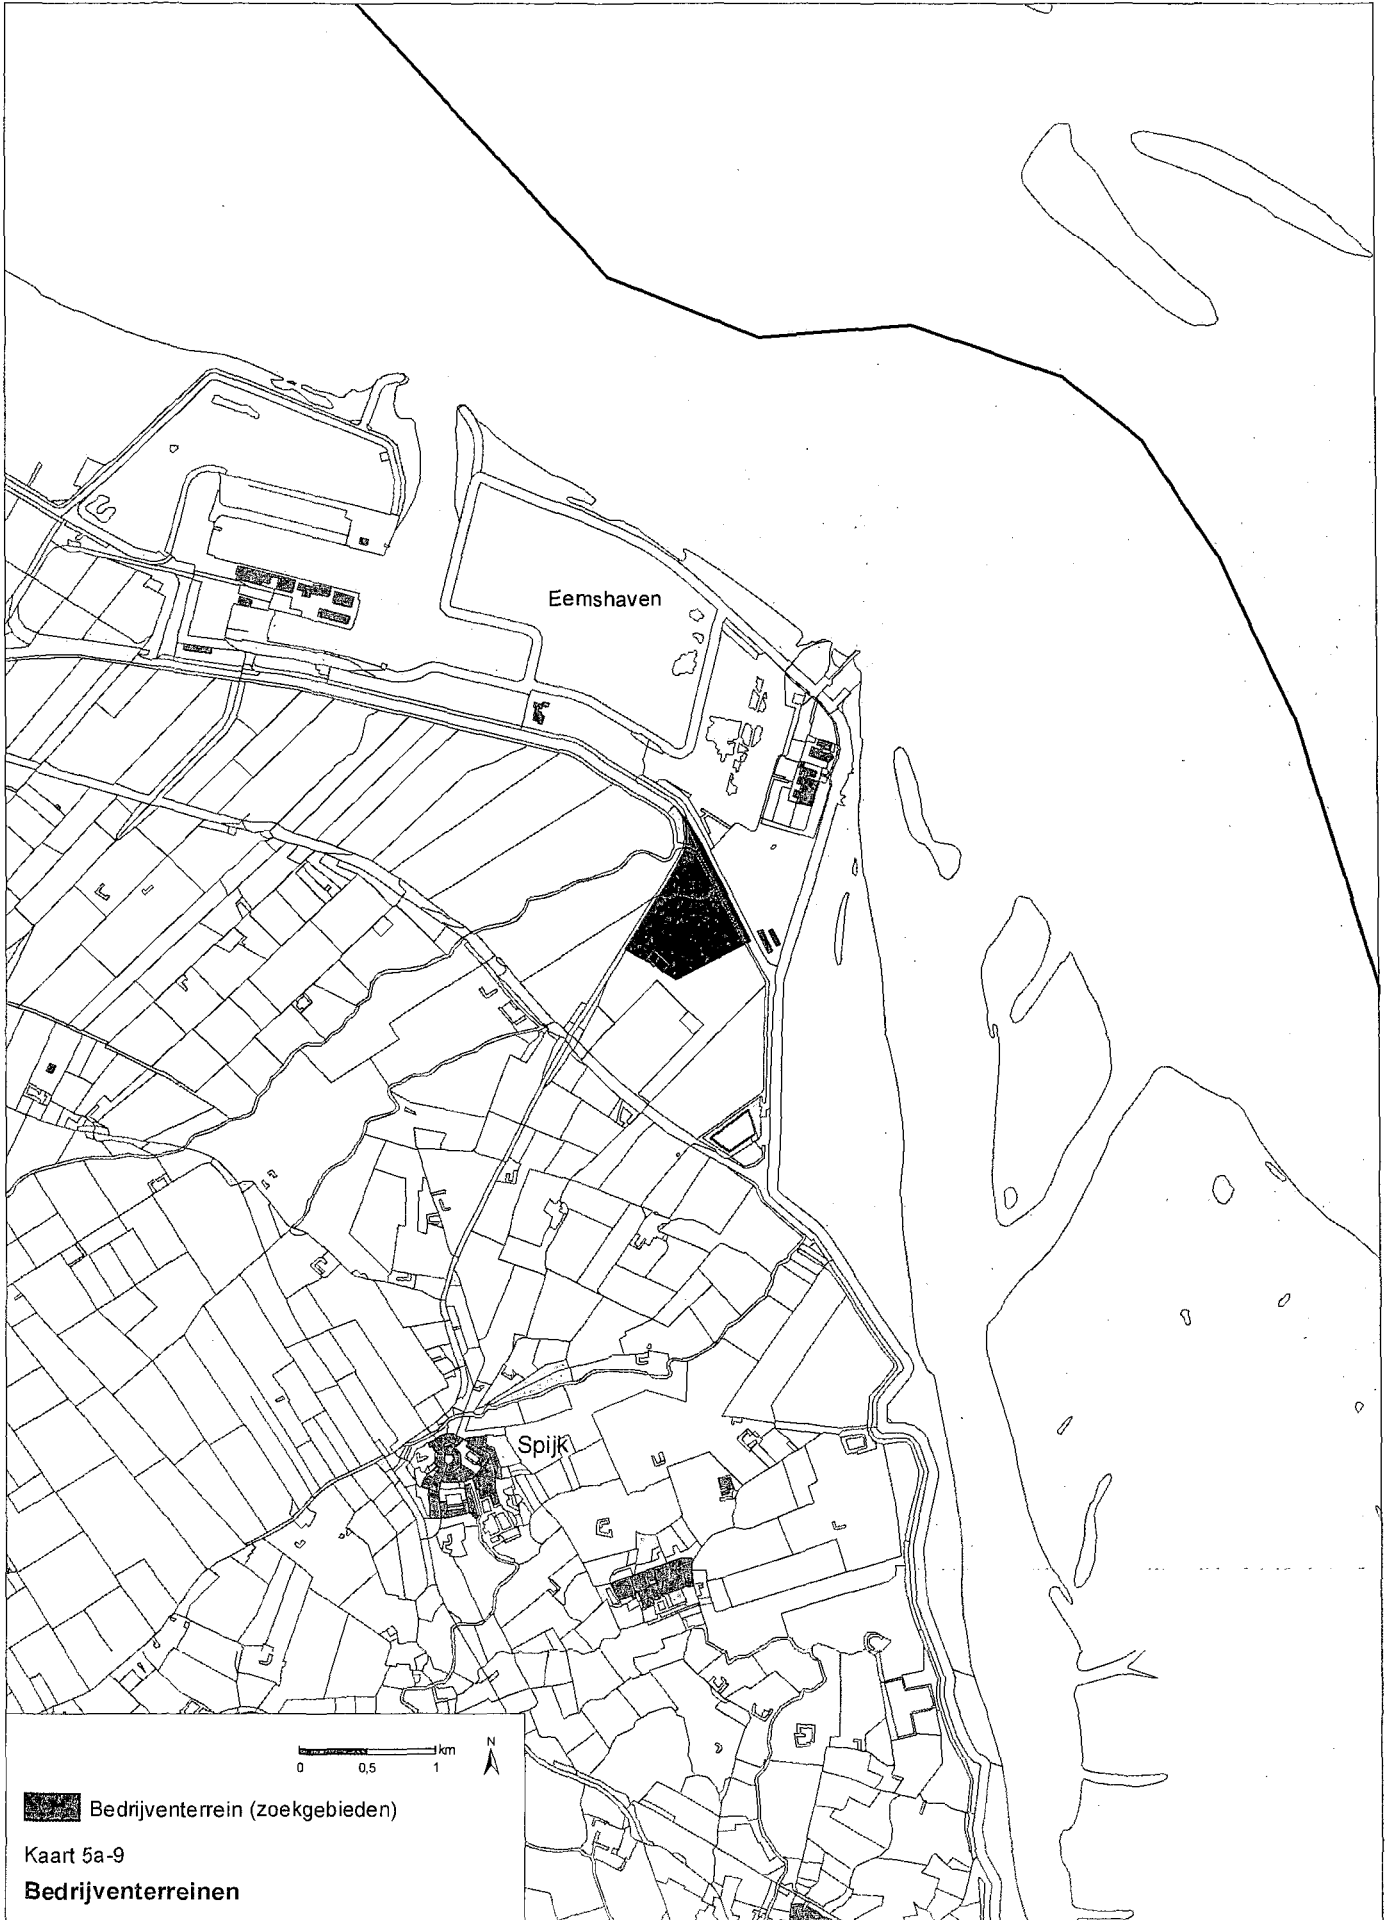 Eemshaven
Spijk
km
N
0 0,5 1
Bedrijventerrein (zoekgebieden)
Kaart 5a-9
Bedrijventerreinen